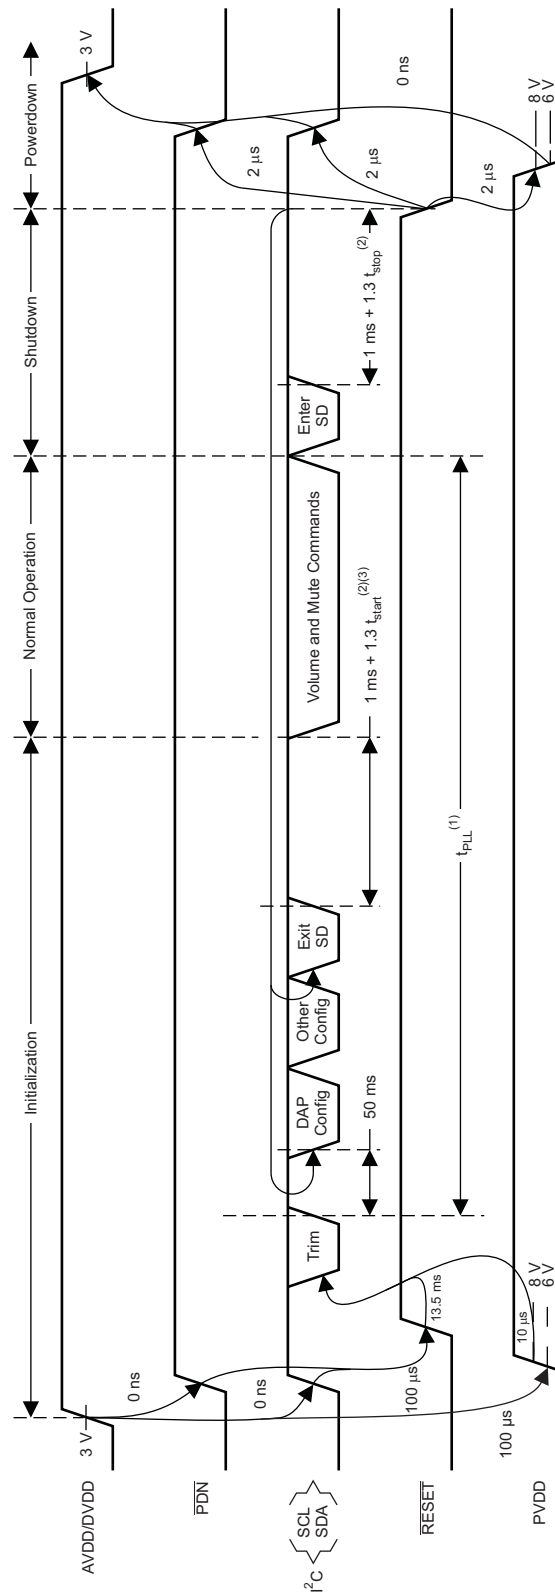 Initialization
Normal Operation
Shutdown
Powerdown
AVDD/DVDD
3 V
3 V
0 ns
PDN
0 ns
2 µs
I²C
SCL
SDA
Trim
DAP
Config
Other
Config
Exit
SD
Volume and Mute Commands
Enter
SD
2 µs
0 ns
50 ms
1 ms + 1.3 tstart(2)(3)
1 ms + 1.3 tstop(2)
100 µs
13.5 ms
RESET
tPLL(1)
2 µs
100 µs
10 µs
8 V
6 V
8 V
6 V
PVDD